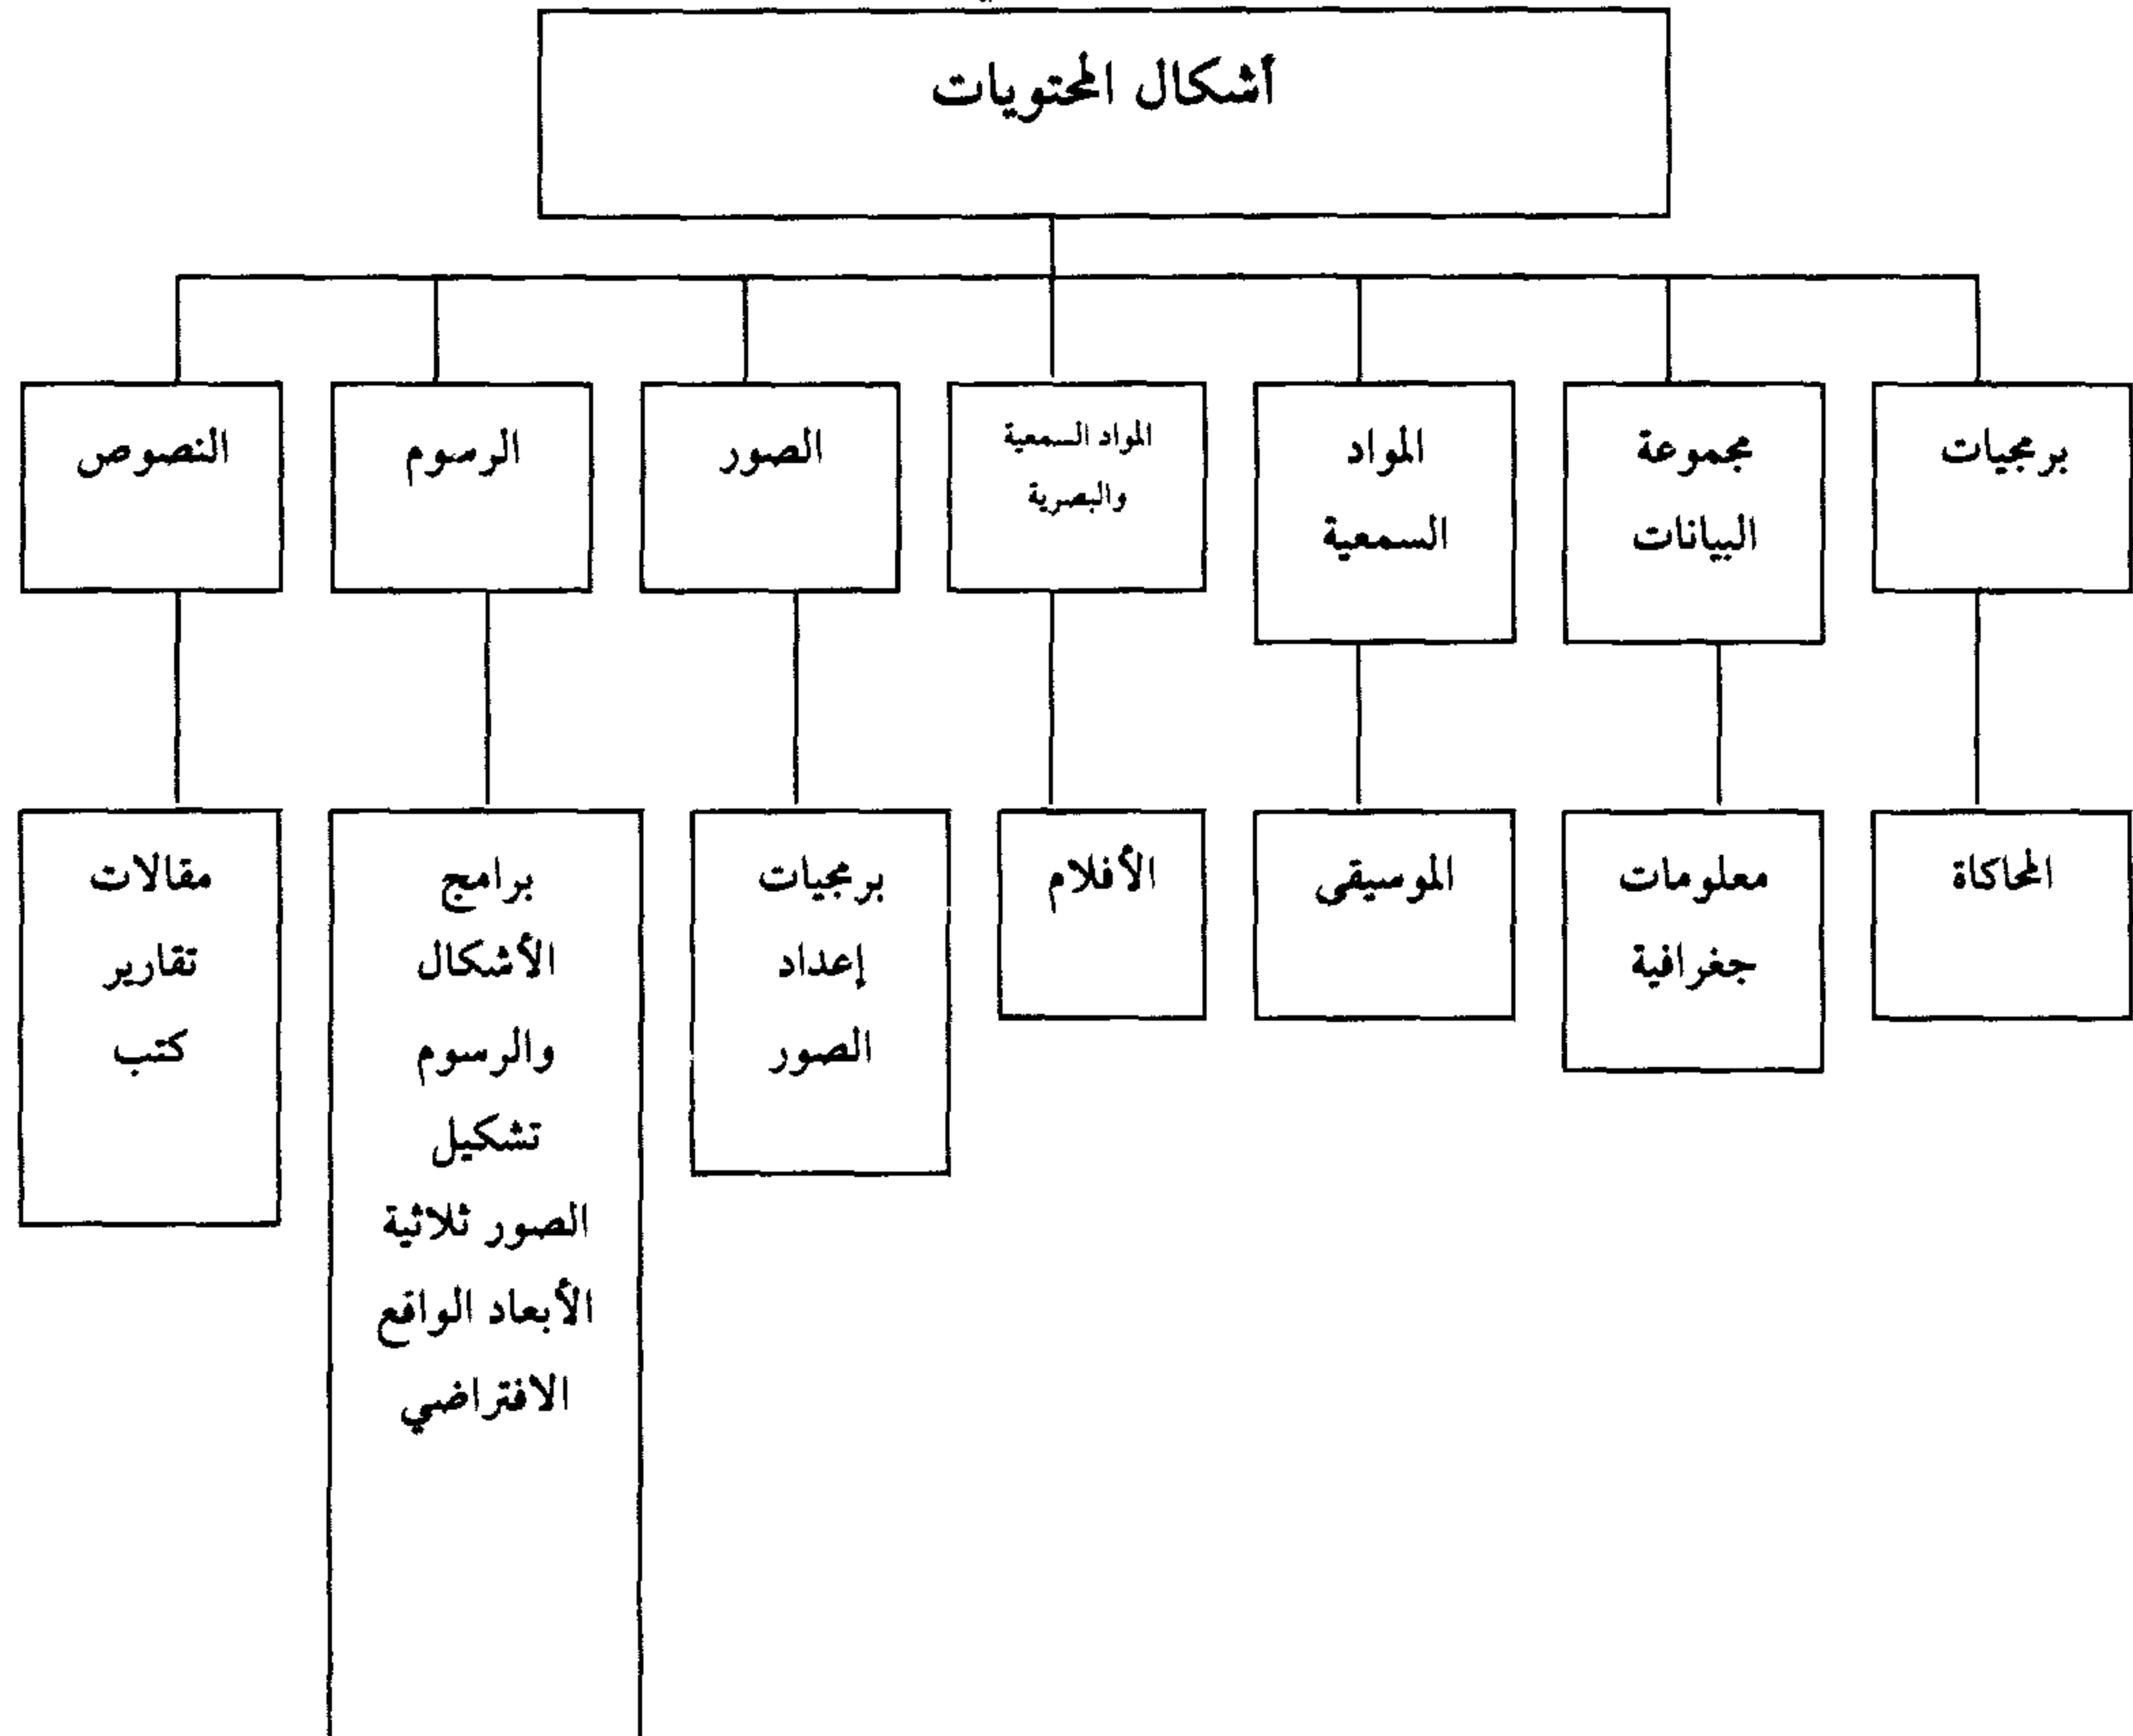 أشكال المحتويات
برمجيات
مجموعة
البيانات
المواد
السمعية
المواد السمعية
والبصرية
الصور
الرسوم
النصوص
المحاكاة
معلومات
جغرافية
الموسيقى
الأفلام
برمجيات
إعداد
الصور
برامج
الأشكال
والرسوم
تشكيل
الصور ثلاثية
الأبعاد الواقع
الافتراضي
مقالات
تقارير
كتب